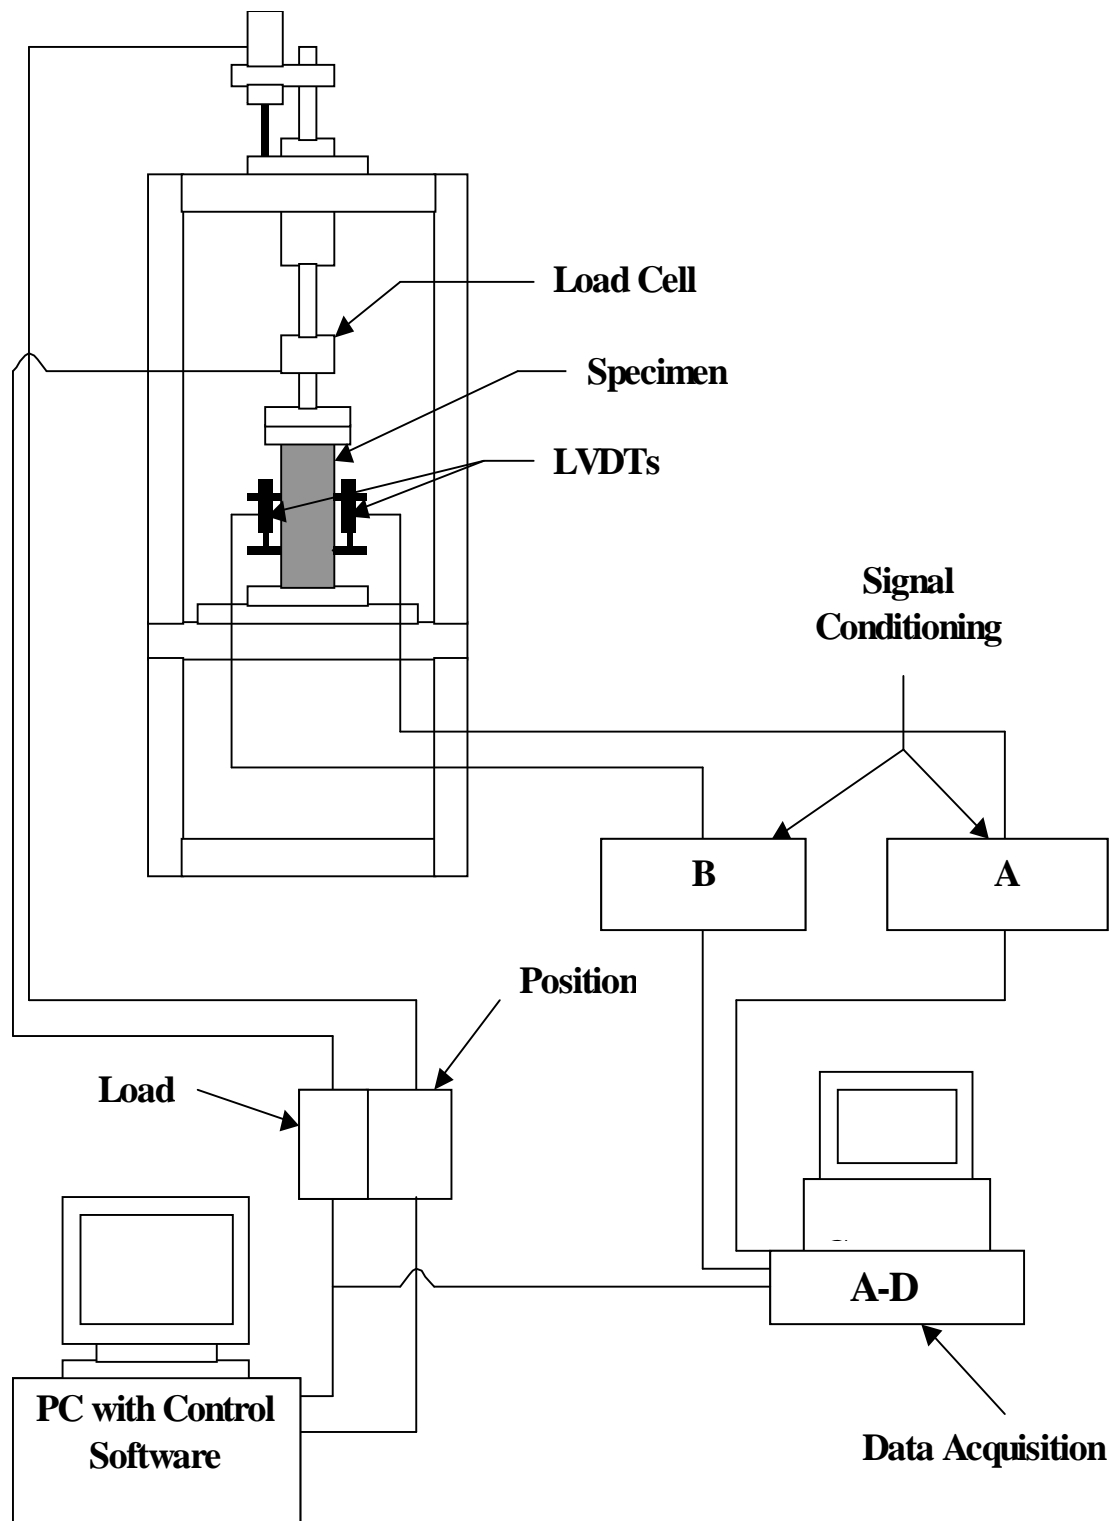 Load Cell
Specimen
LVDTs
Signal
Conditioning
B
A
Position
Load
A-D
PC with Control
Software
Data Acquisition